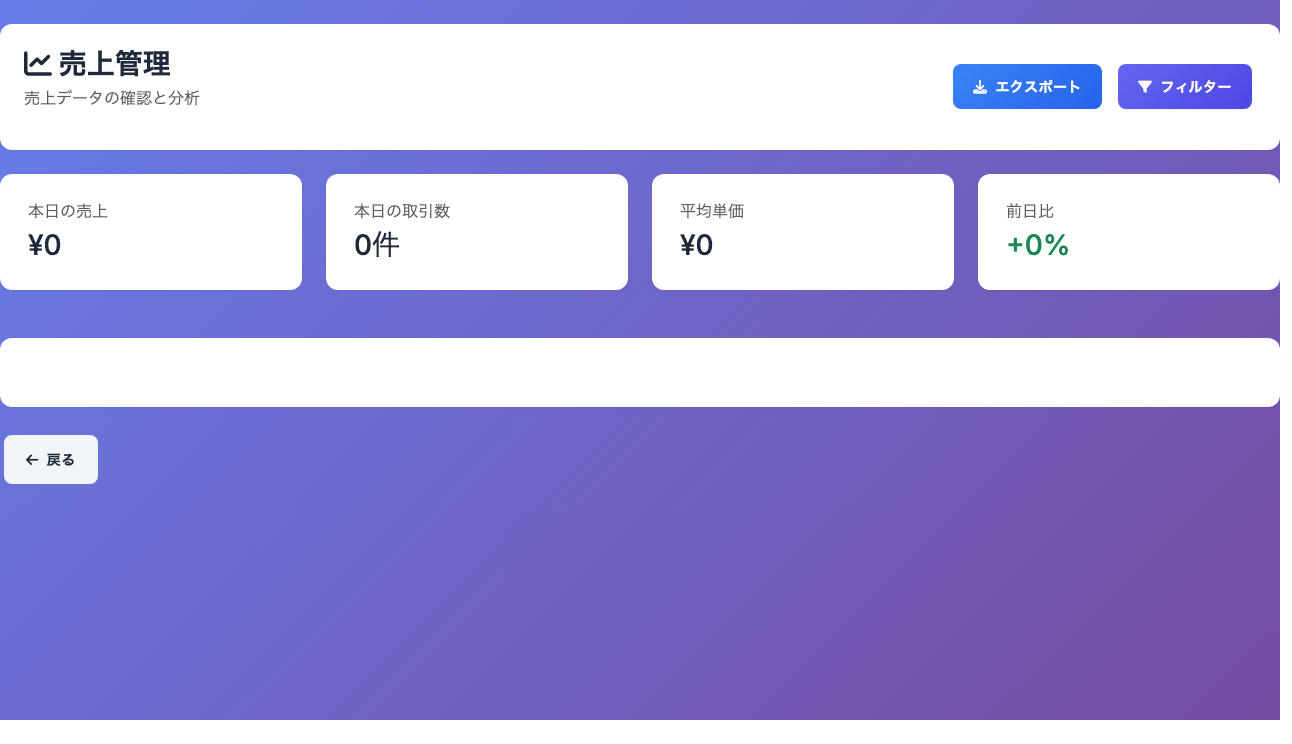 売上管理
売上データの確認と分析
エクスポート
フィルター
本日の売上
¥0
本日の取引数
0件
平均単価
¥0
前日比
+0%
戻る